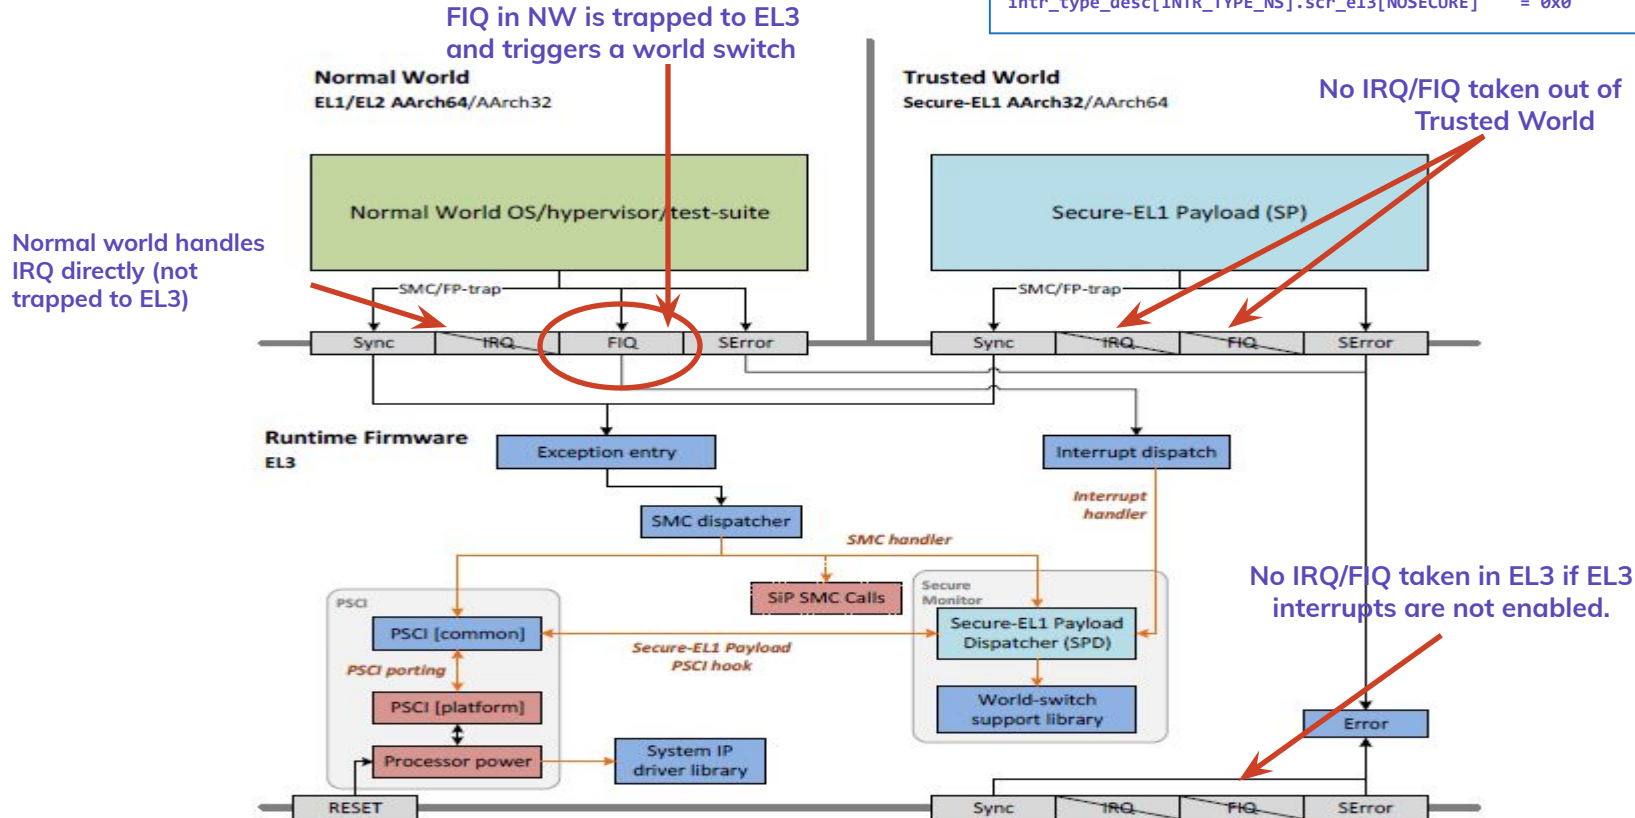 intr_type_desc[INTR_TYPE_NS].scr_el3[NOSECURE] = 0x0
FIQ in NW is trapped to EL3
and triggers a world switch
Normal World
EL1/EL2 AArch64/AArch32
Trusted World
Secure-EL1 AArch32/AArch64
No IRQ/FIQ taken out of
Trusted World
Normal World OS/hypervisor/test-suite
Secure-EL1 Payload (SP)
Normal world handles
IRQ directly (not
trapped to EL3)
SMC/FP-trap
SMC/FP-trap
Sync IRQ FIQ SError
Sync IRQ FIQ SError
Runtime Firmware
EL3
Exception entry
Interrupt dispatch
Interrupt
handler
SMC dispatcher
SMC handler
No IRQ/FIQ taken in EL3 if EL3
interrupts are not enabled.
PSCI
SiP SMC Calls
Secure
Monitor
PSCI [common]
Secure-EL1 Payload
Dispatcher (SPD)
Secure-EL1 Payload
PSCI hook
PSCI porting
PSCI [platform]
World-switch
support library
Error
Processor power
System IP
driver library
RESET
Sync IRQ FIQ SError